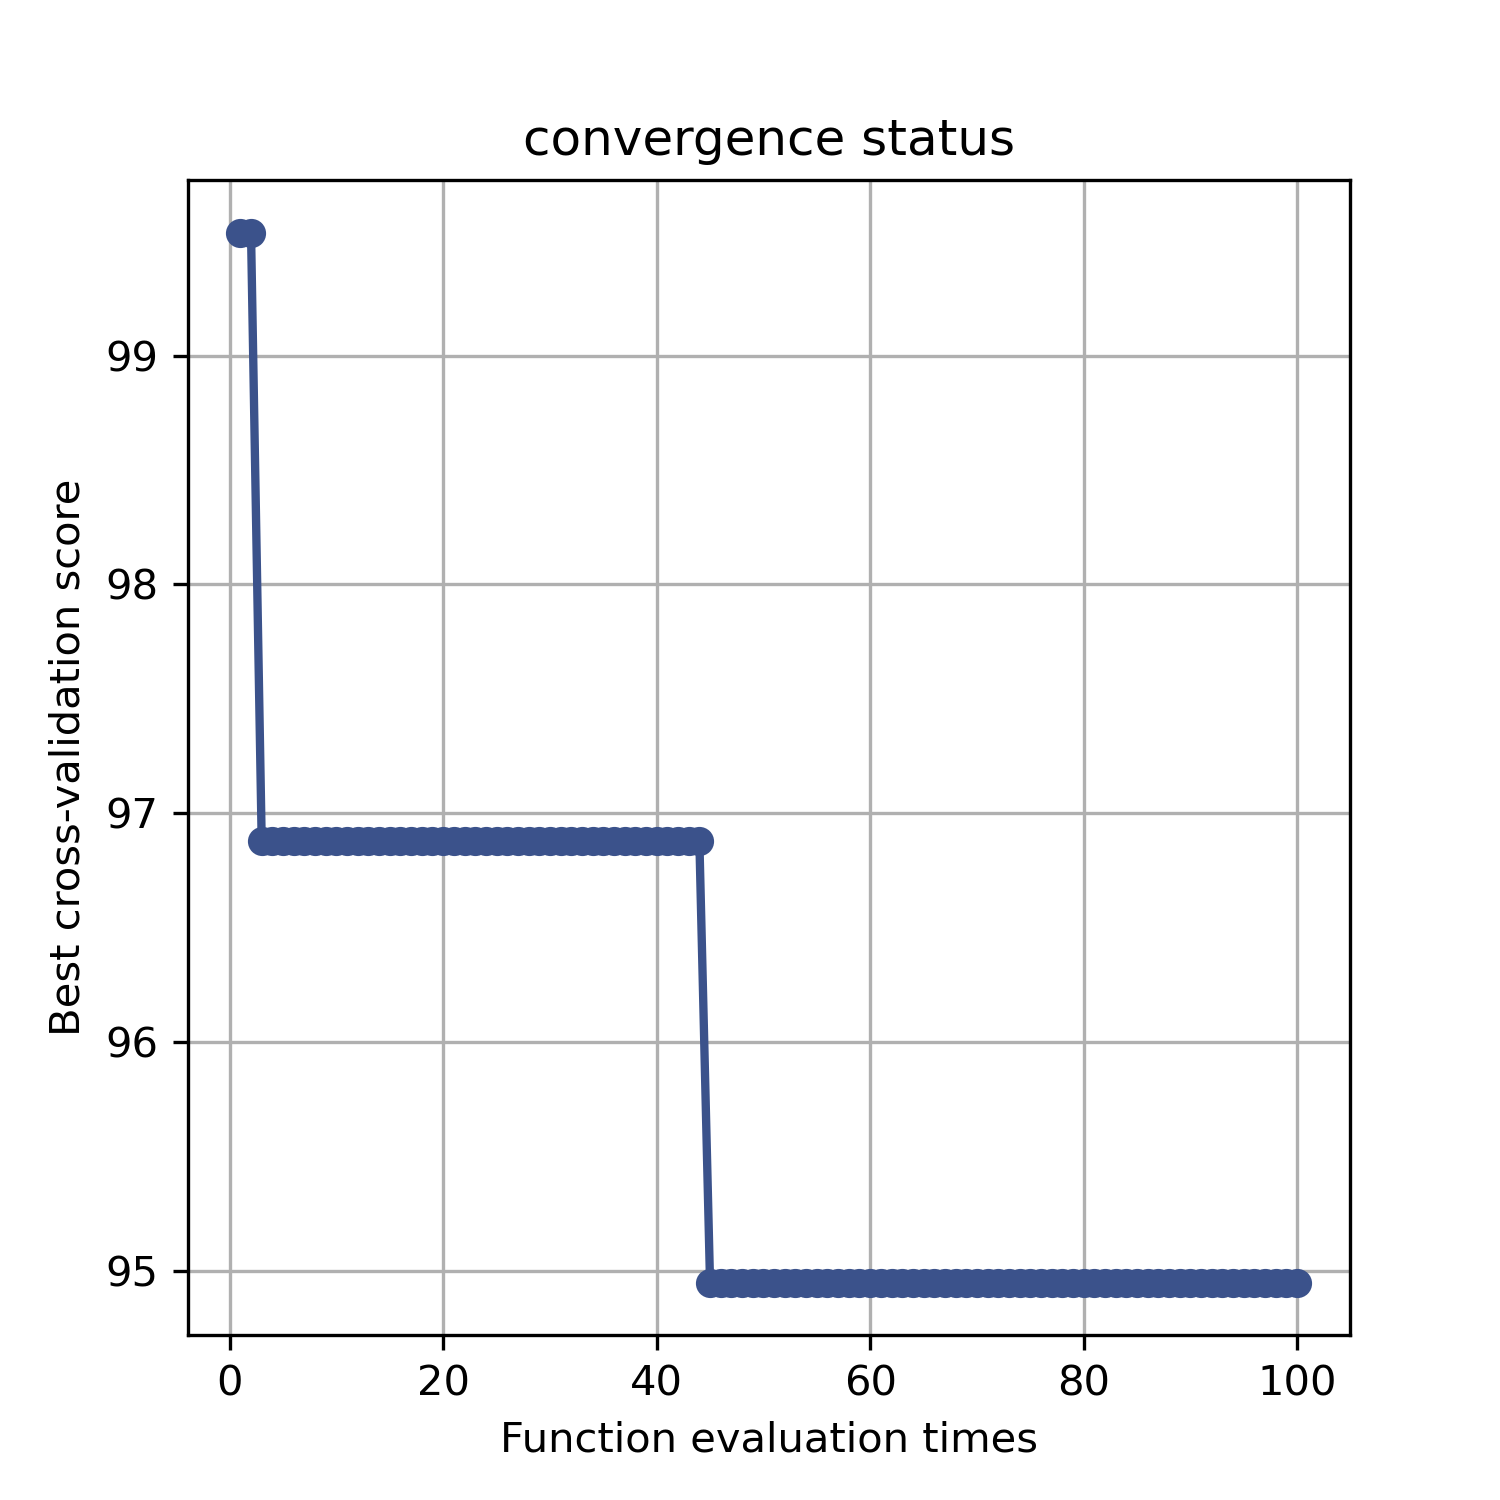 convergence status
Best cross-validation score
99
98
97
96
95
0 20 40 60 80 100
Function evaluation times